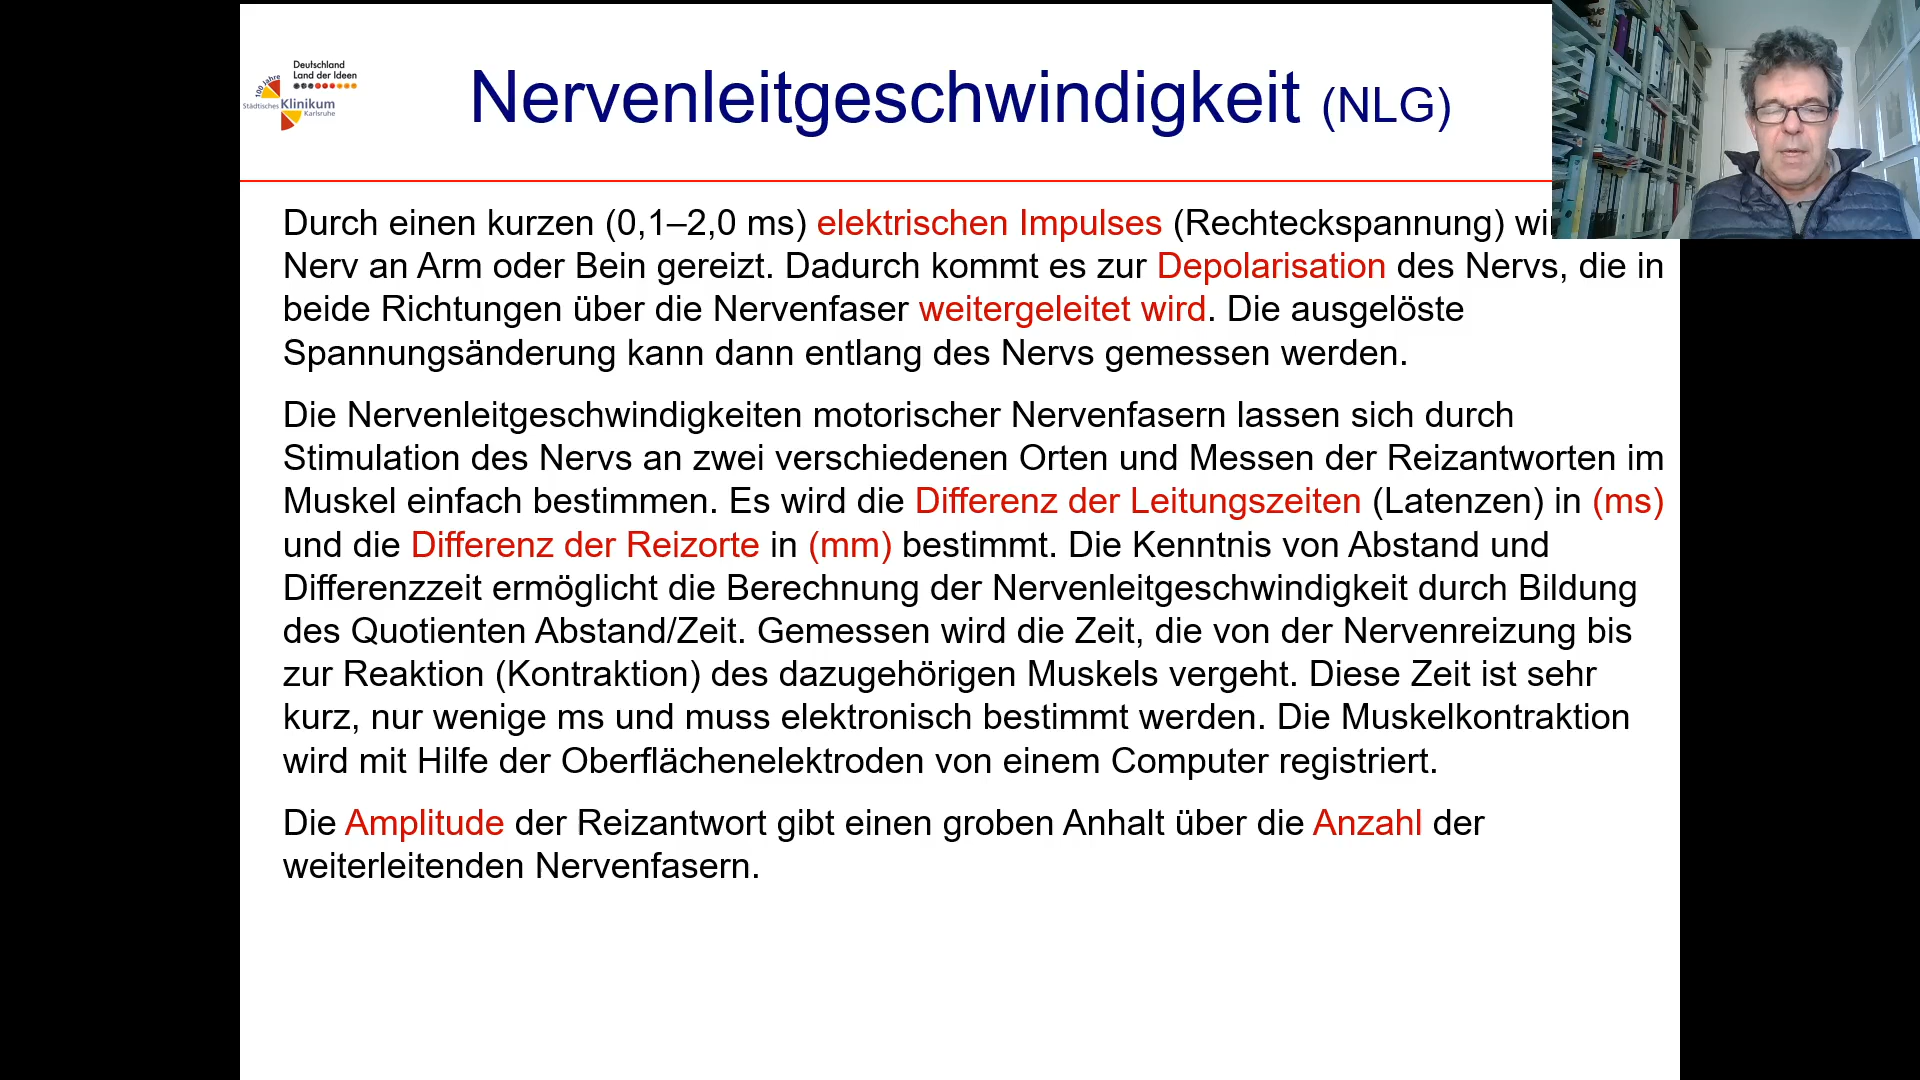 Deutschland
Land der Ideen
100 Jahre
Städtisches Klinikum
Karlsruhe
Nervenleitgeschwindigkeit (NLG)
Durch einen kurzen (0,1–2,0 ms) elektrischen Impulses (Rechteckspannung)
Nerv an Arm oder Bein gereizt. Dadurch kommt es zur Depolarisation des Nervs, die in
beide Richtungen über die Nervenfaser weitergeleitet wird. Die ausgelöste
Spannungsänderung kann dann entlang des Nervs gemessen werden.
Die Nervenleitgeschwindigkeiten motorischer Nervenfasern lassen sich durch
Stimulation des Nervs an zwei verschiedenen Orten und Messen der Reizantworten im
Muskel einfach bestimmen. Es wird die Differenz der Leitungszeiten (Latenzen) in (ms)
und die Differenz der Reizorte in (mm) bestimmt. Die Kenntnis von Abstand und
Differenzzeit ermöglicht die Berechnung der Nervenleitgeschwindigkeit durch Bildung
des Quotienten Abstand/Zeit. Gemessen wird die Zeit, die von der Nervenreizung bis
zur Reaktion (Kontraktion) des dazugehörigen Muskels vergeht. Diese Zeit ist sehr
kurz, nur wenige ms und muss elektronisch bestimmt werden. Die Muskelkontraktion
wird mit Hilfe der Oberflächenelektroden von einem Computer registriert.
Die Amplitude der Reizantwort gibt einen groben Anhalt über die Anzahl der
weiterleitenden Nervenfasern.